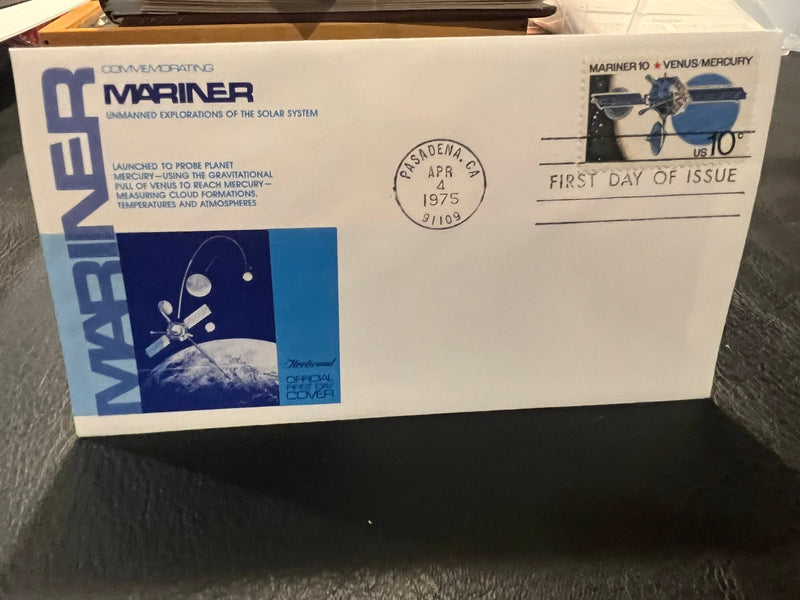 MARINER
COMMEMORATING
MARINER
UNMANNED EXPLORATIONS OF THE SOLAR SYSTEM
LAUNCHED TO PROBE PLANET
MERCURY—USING THE GRAVITATIONAL
PULL OF VENUS TO REACH MERCURY—
MEASURING CLOUD FORMATIONS,
TEMPERATURES AND ATMOSPHERES
Fleetwood
OFFICIAL
FIRST DAY
COVER
PASADENA, CA
APR
4
1975
91109
MARINER 10 ★ VENUS/MERCURY
US 10c
FIRST DAY OF ISSUE